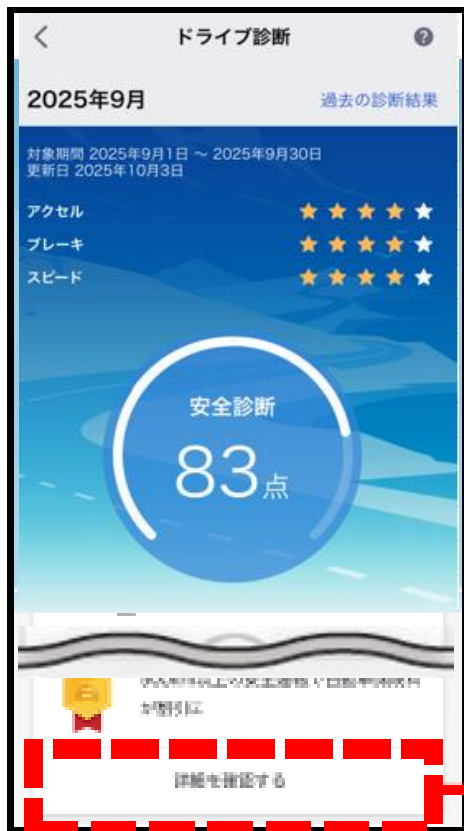 ドライブ診断
2025年9月
過去の診断結果
対象期間 2025年9月1日 ～ 2025年9月30日
更新日 2025年10月3日
アクセル
ブレーキ
スピード
安全診断
83点
が割引に
詳細を確認する